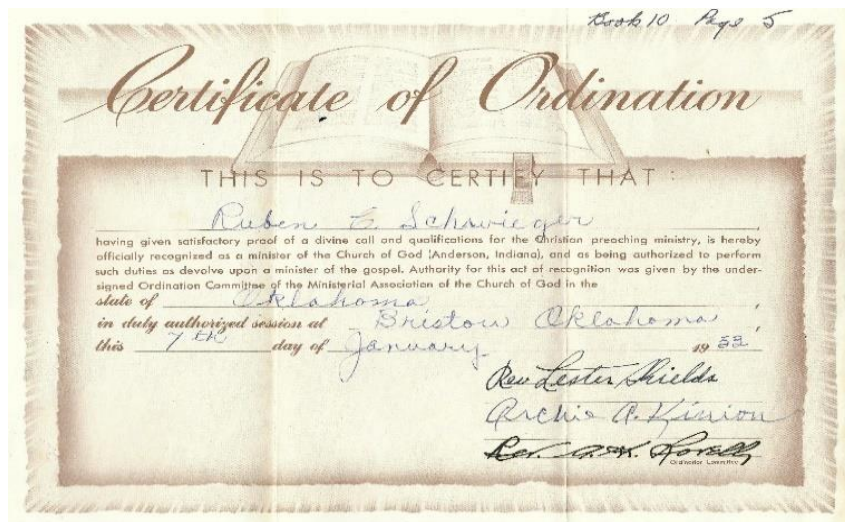 Book 10 Page 5
Certificate of Ordination
THIS IS TO CERTIFY THAT :
Ruben E Schwieger
having given satisfactory proof of a divine call and qualifications for the Christian preaching ministry, is hereby
officially recognized as a minister of the Church of God (Anderson, Indiana), and as being authorized to perform
such duties as devolve upon a minister of the gospel. Authority for this act of recognition was given by the under-
signed Ordination Committee of the Ministerial Association of the Church of God in the
state of Oklahoma,
in duly authorized session at Bristow Oklahoma,
this 7th day of January 19
Rev Lester Shields
Archie A. Kinion
Rev.
Ordination Committee